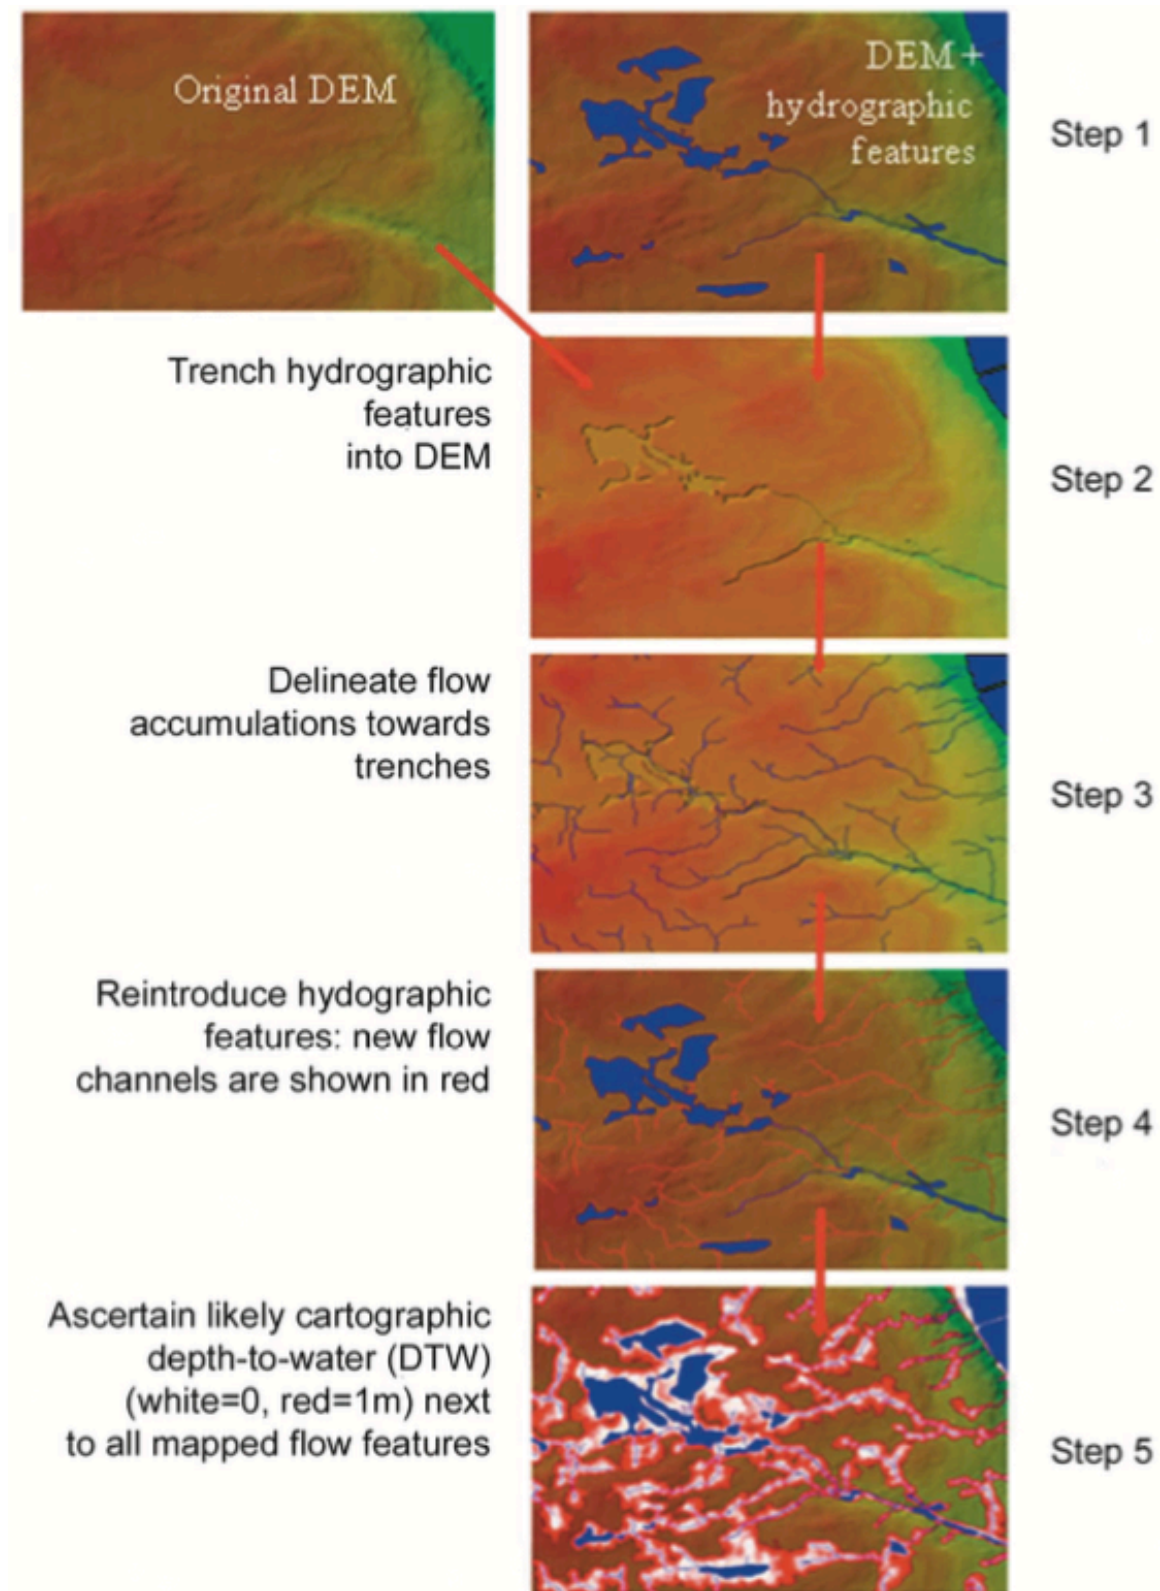 Original DEM
DEM +
hydrographic
features
Step 1
Trench hydrographic
features
into DEM
Step 2
Delineate flow
accumulations towards
trenches
Step 3
Reintroduce hydographic
features: new flow
channels are shown in red
Step 4
Ascertain likely cartographic
depth-to-water (DTW)
(white=0, red=1m) next
to all mapped flow features
Step 5